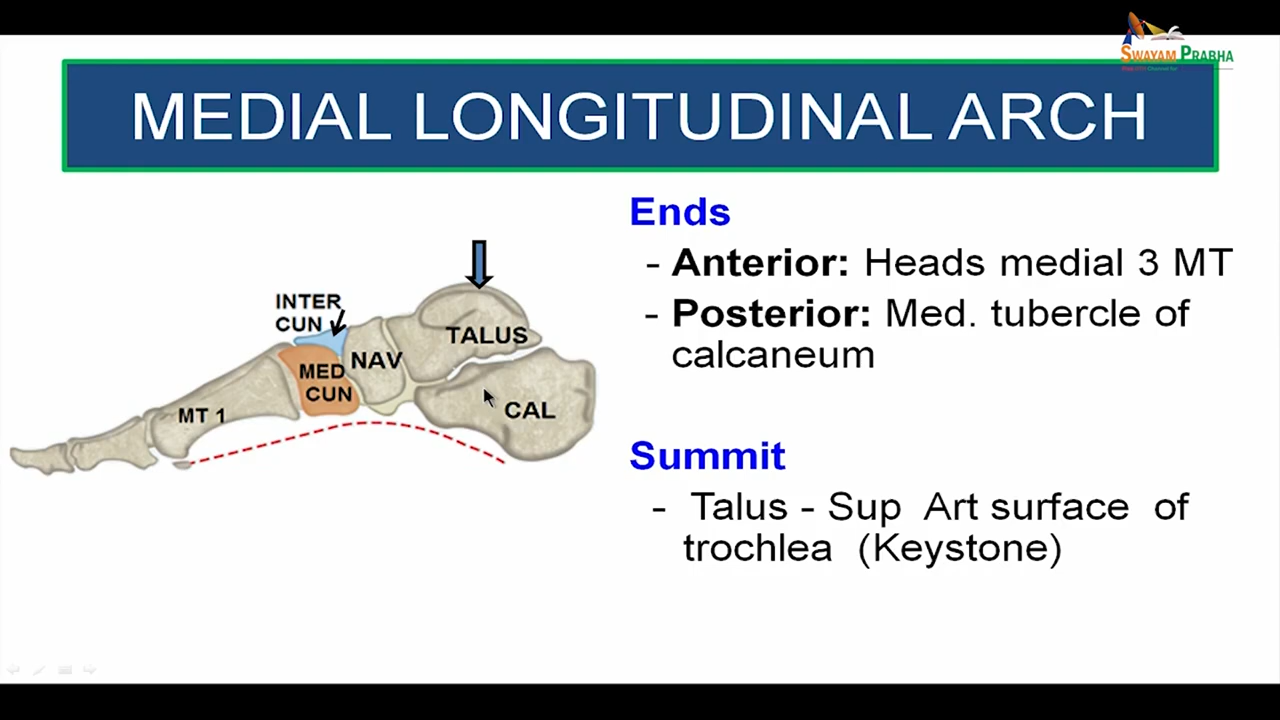 SWAYAM PRABHA
MEDIAL LONGITUDINAL ARCH
Ends
- Anterior: Heads medial 3 MT
- Posterior: Med. tubercle of
calcaneum
Summit
- Talus - Sup Art surface of
trochlea (Keystone)
INTER
CUN
TALUS
NAV
MED
CUN
MT 1
CAL